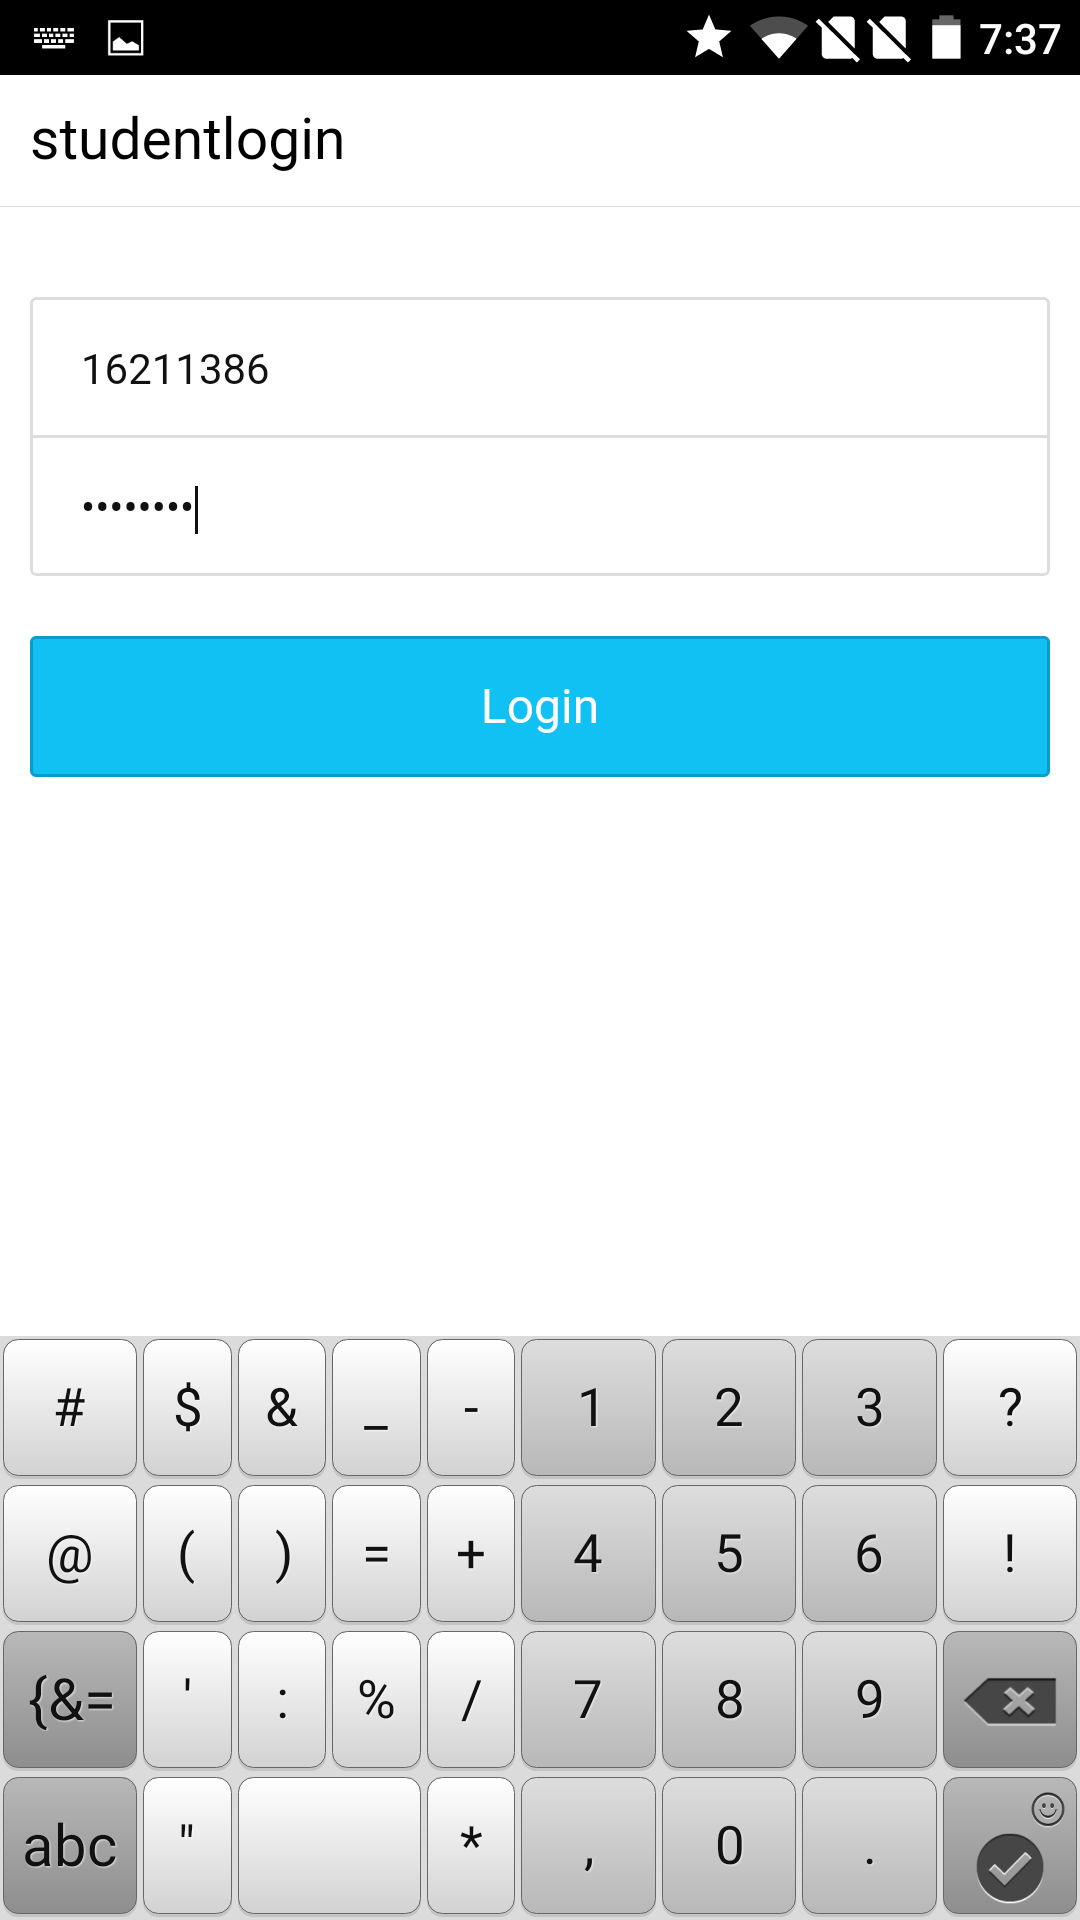 7:37
studentlogin
16211386
••••••••
Login
# $ & _ - 1 2 3 ?
@ ( ) = + 4 5 6 !
{&= ' : % / 7 8 9
abc " * , 0 .